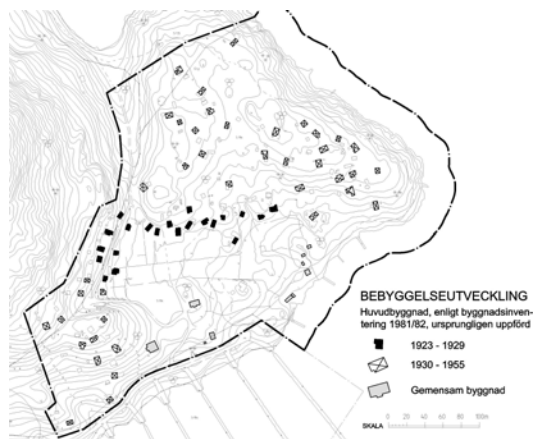 BEBYGGELSEUTVECKLING
Huvudbyggnad, enligt byggnadsinven-
tering 1981/82, ursprungligen uppförd
1923 - 1929
1930 - 1955
Gemensam byggnad
SKALA
0 20 40 60 80 100M